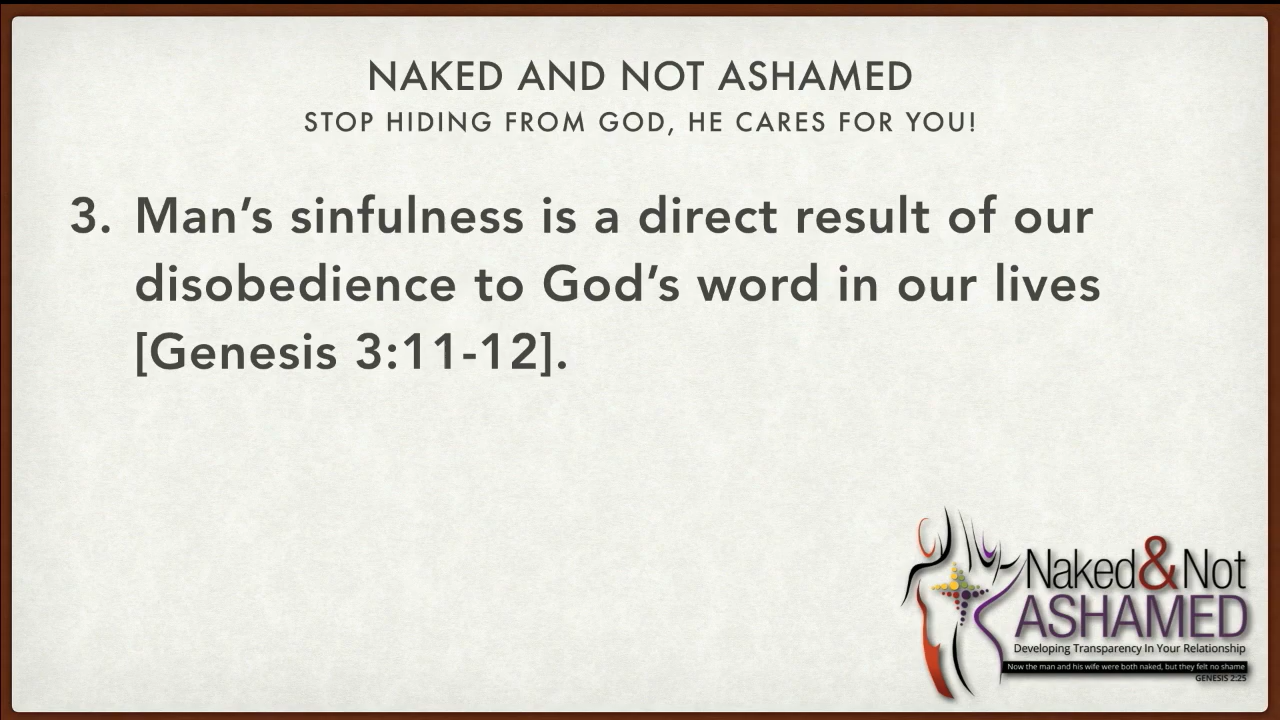 NAKED AND NOT ASHAMED
STOP HIDING FROM GOD, HE CARES FOR YOU!
3. Man’s sinfulness is a direct result of our
disobedience to God’s word in our lives
[Genesis 3:11-12].
Naked & Not
ASHAMED
Developing Transparency In Your Relationship
Now the man and his wife were both naked, but they felt no shame
GENESIS 2:25